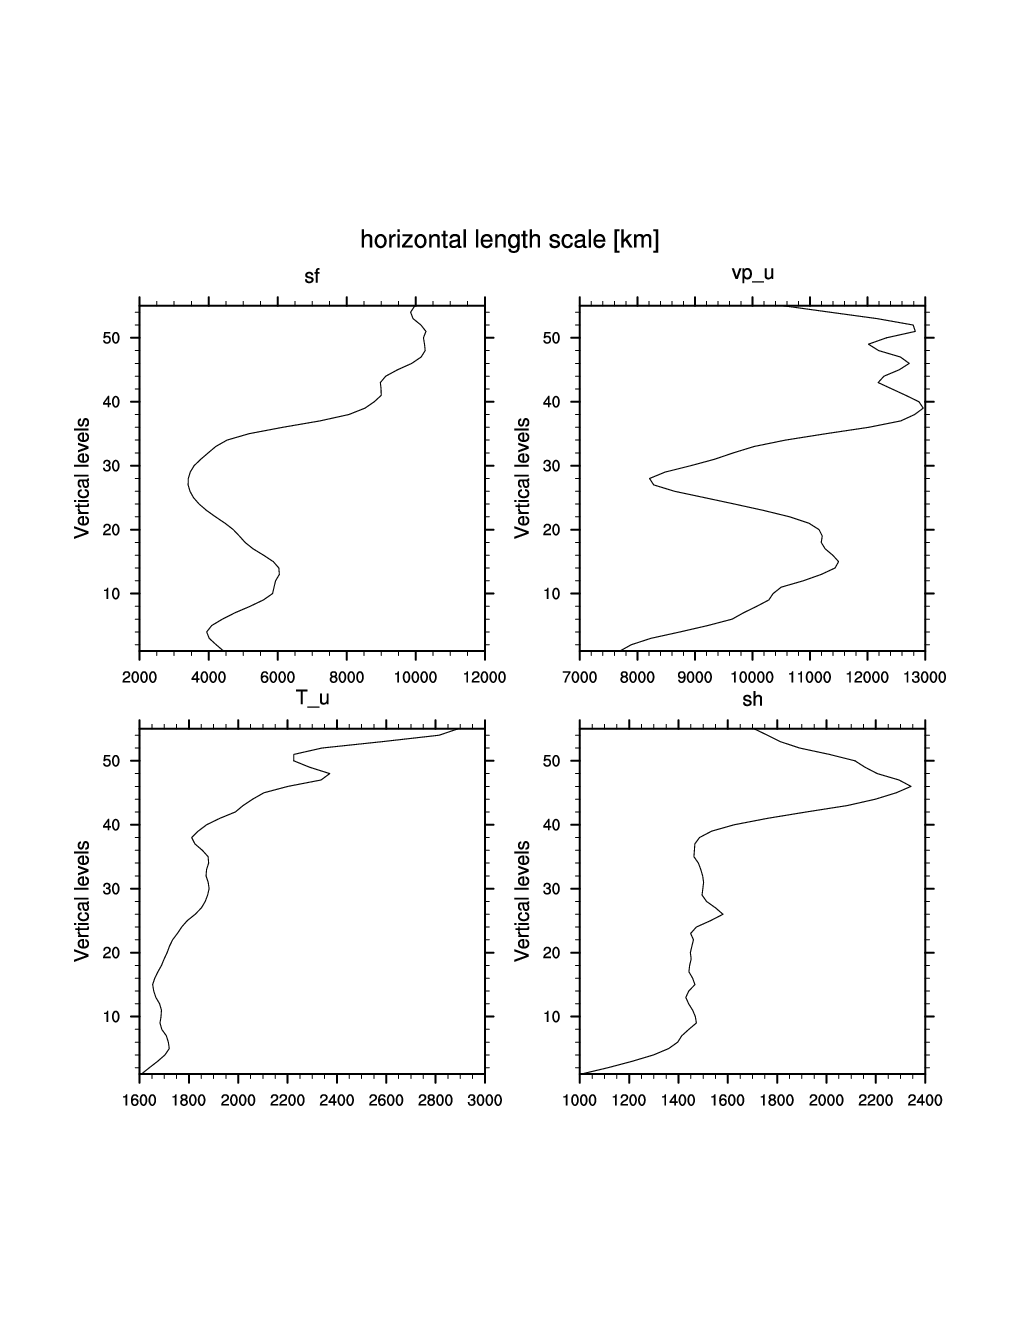 horizontal length scale [km]
sf
vp_u
50
40
30
20
10
Vertical levels
2000 4000 6000 8000 10000 12000
50
40
30
20
10
Vertical levels
7000 8000 9000 10000 11000 12000 13000
T_u
sh
50
40
30
20
10
Vertical levels
1600 1800 2000 2200 2400 2600 2800 3000
50
40
30
20
10
Vertical levels
1000 1200 1400 1600 1800 2000 2200 2400